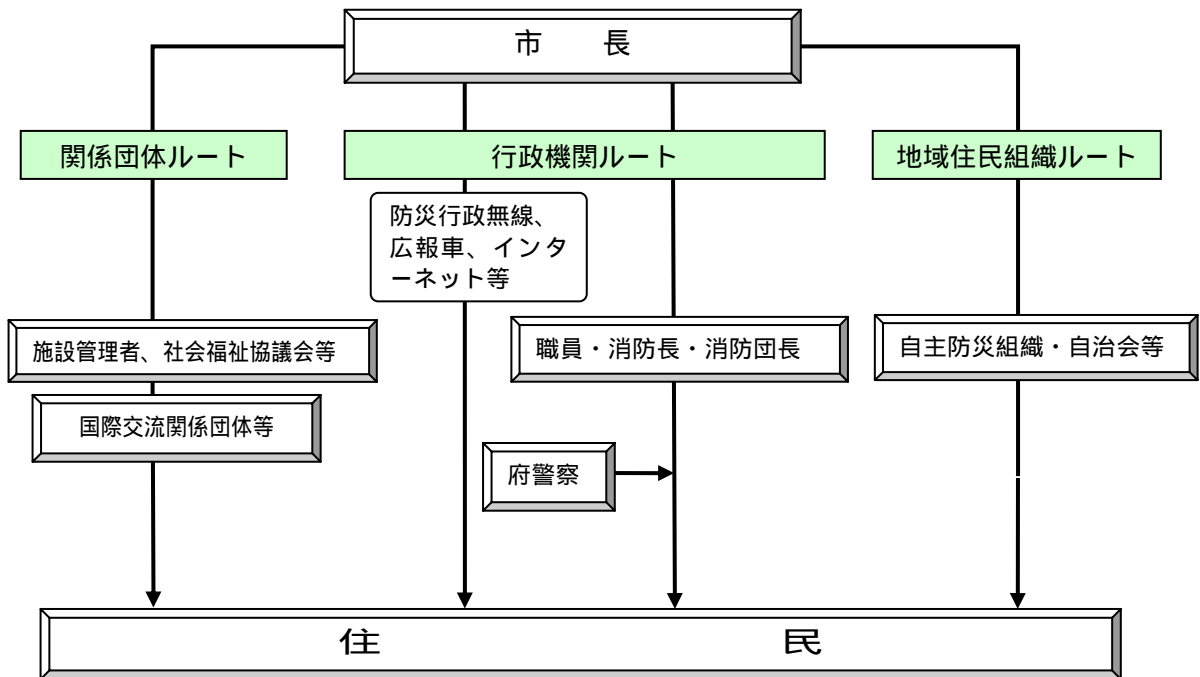 市 長
関係団体ルート
行政機関ルート
地域住民組織ルート
防災行政無線、
広報車、インタ
ーネット等
施設管理者、社会福祉協議会等
職員・消防長・消防団長
自主防災組織・自治会等
国際交流関係団体等
府警察
住 民